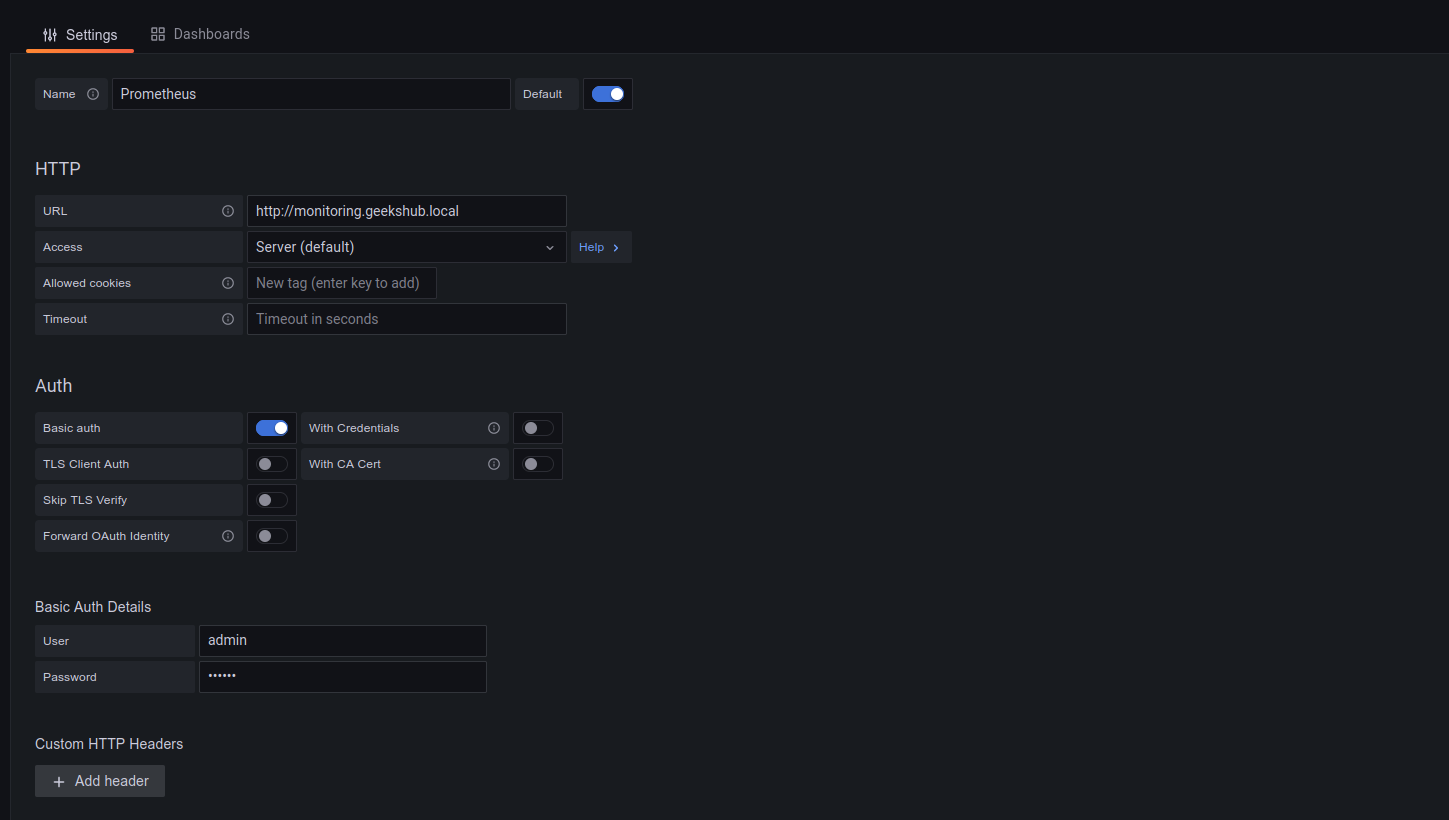 Settings Dashboards
Name Prometheus Default
HTTP
URL http://monitoring.geekshub.local
Access Server (default) Help
Allowed cookies New tag (enter key to add)
Timeout Timeout in seconds
Auth
Basic auth With Credentials
TLS Client Auth With CA Cert
Skip TLS Verify
Forward OAuth Identity
Basic Auth Details
User admin
Password ••••••
Custom HTTP Headers
+ Add header